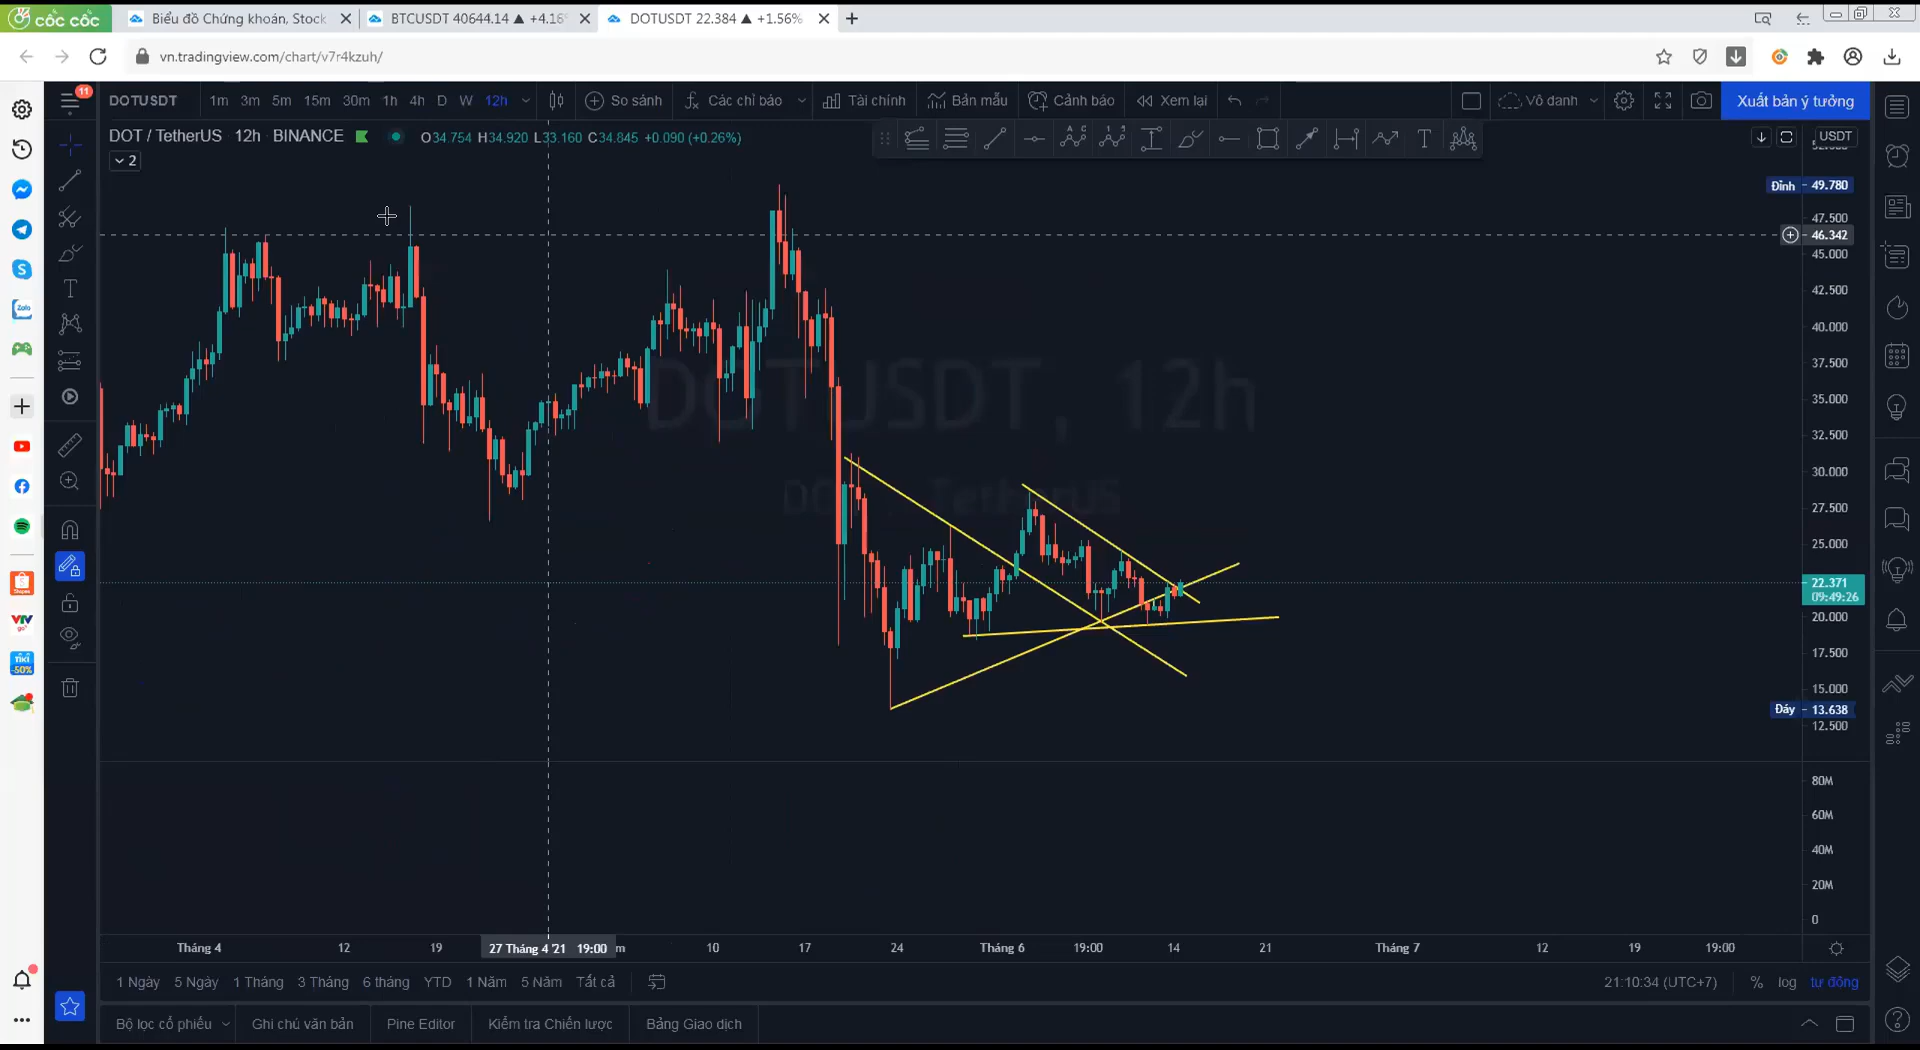 cốc cốc Biểu đồ Chứng khoán, Stock BTCUSDT 40644.14 ▲ +4.16% DOTUSDT 22.384 ▲ +1.56%
vn.tradingview.com/chart/v7r4kzuh/
11
DOTUSDT 1m 3m 5m 15m 30m 1h 4h D W 12h So sánh Các chỉ báo Tài chính Bản mẫu Cảnh báo Xem lại Vô danh Xuất bản ý tưởng
DOT / TetherUS 12h BINANCE O34.754 H34.920 L33.160 C34.845 +0.090 (+0.26%) USDT
2
Đỉnh 49.780
47.500
46.342
45.000
42.500
40.000
37.500
35.000
32.500
30.000
27.500
25.000
22.371
09:49:26
20.000
17.500
15.000
Đáy 13.638
12.500
DOTUSDT, 12h
DOT / TetherUS
Zalo
VTV
go
TIKI
-50%
80M
60M
40M
20M
0
Tháng 4 12 19 27 Tháng 4 '21 19:00 m 10 17 24 Tháng 6 19:00 14 21 Tháng 7 12 19 19:00
1 Ngày 5 Ngày 1 Tháng 3 Tháng 6 tháng YTD 1 Năm 5 Năm Tất cả 21:10:34 (UTC+7) % log tự động
Bộ lọc cổ phiếu Ghi chú văn bản Pine Editor Kiểm tra Chiến lược Bảng Giao dịch